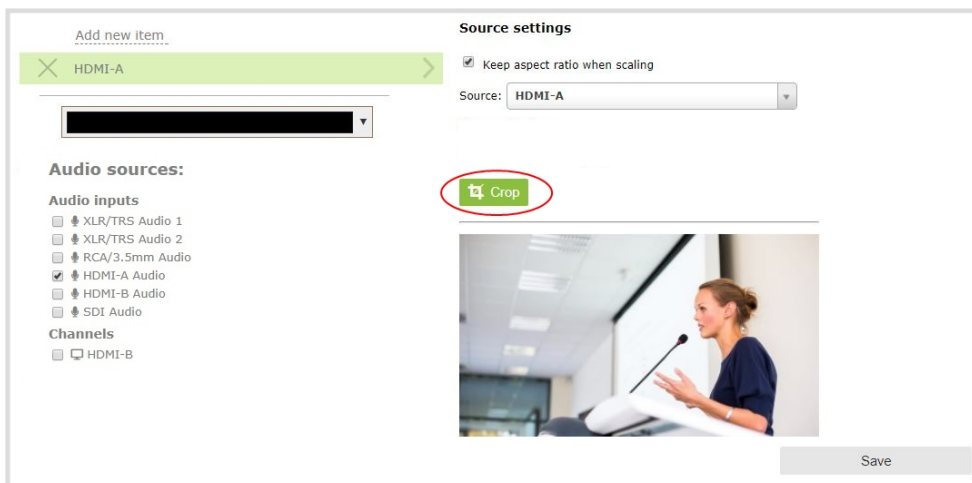 Add new item
HDMI-A
Audio sources:
Audio inputs
XLR/TRS Audio 1
XLR/TRS Audio 2
RCA/3.5mm Audio
HDMI-A Audio
HDMI-B Audio
SDI Audio
Channels
HDMI-B
Source settings
Keep aspect ratio when scaling
Source: HDMI-A
Crop
Save